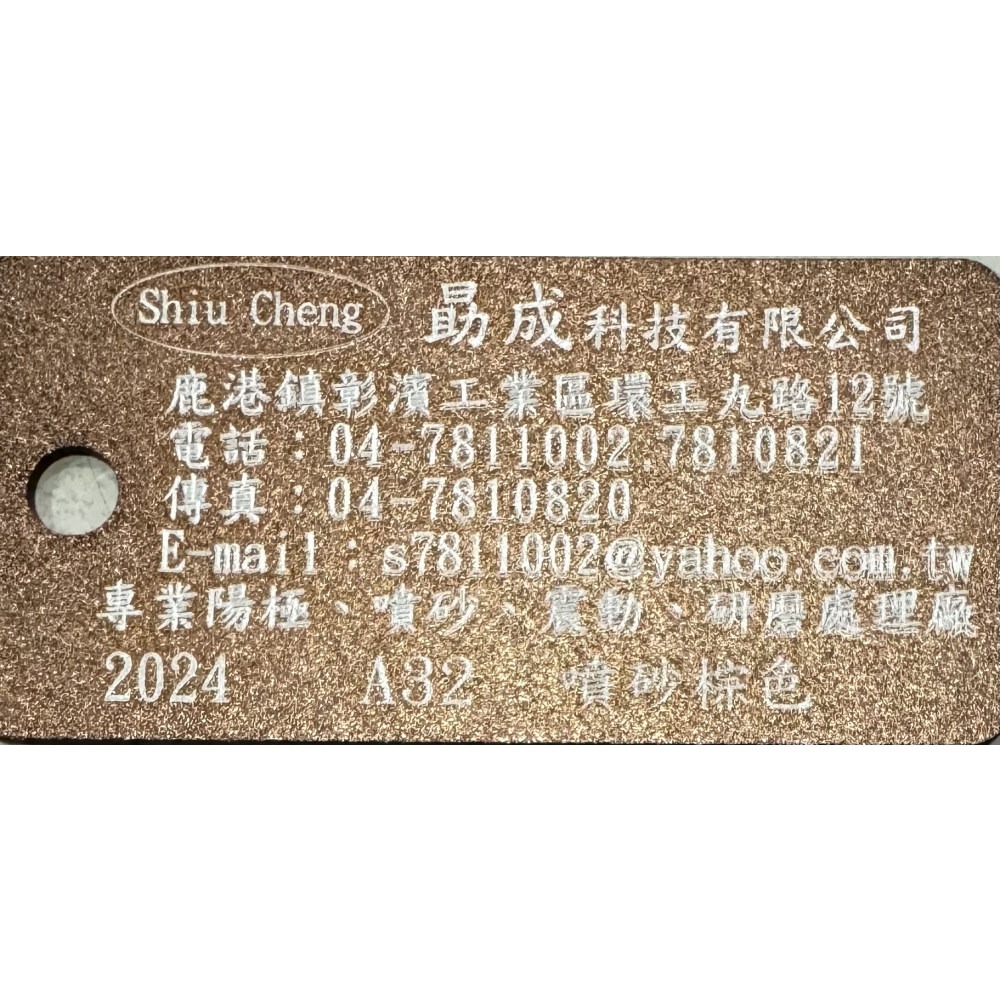 Shiu Cheng 勗成科技有限公司
鹿港鎮彰濱工業區環工九路12號
電話：04-7811002.7810821
傳真：04-7810820
E-mail：s7811002@yahoo.com.tw
專業陽極、噴砂、震動、研磨處理廠
2024 A32 噴砂棕色